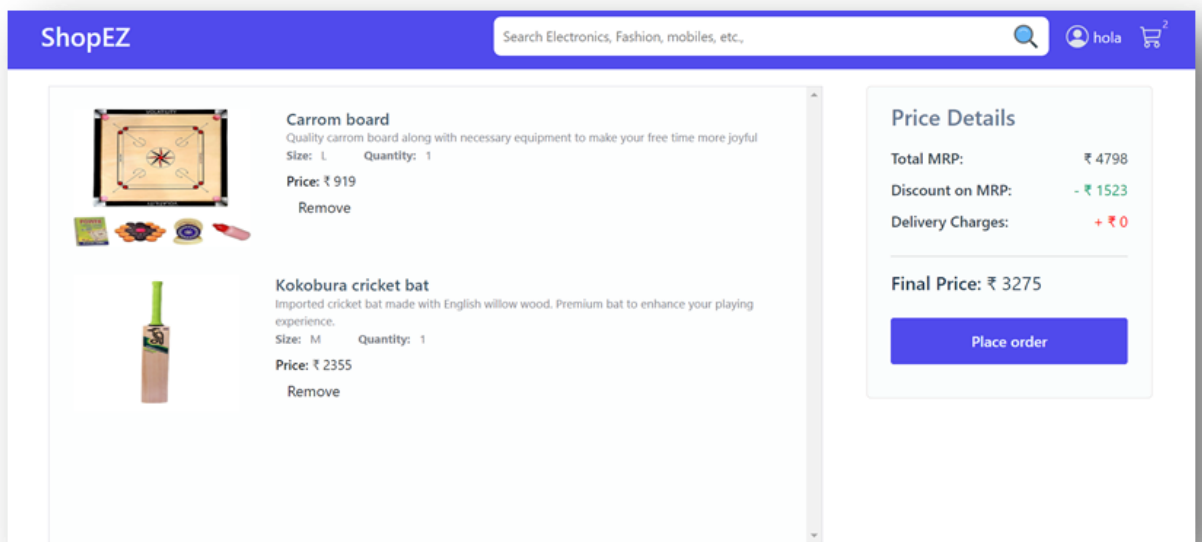 ShopEZ
Search Electronics, Fashion, mobiles, etc.,
hola
2
Carrom board
Quality carrom board along with necessary equipment to make your free time more joyful
Size: L Quantity: 1
Price: ₹ 919
Remove
Kokobura cricket bat
Imported cricket bat made with English willow wood. Premium bat to enhance your playing
experience.
Size: M Quantity: 1
Price: ₹ 2355
Remove
Price Details
Total MRP: ₹ 4798
Discount on MRP: - ₹ 1523
Delivery Charges: + ₹ 0
Final Price: ₹ 3275
Place order